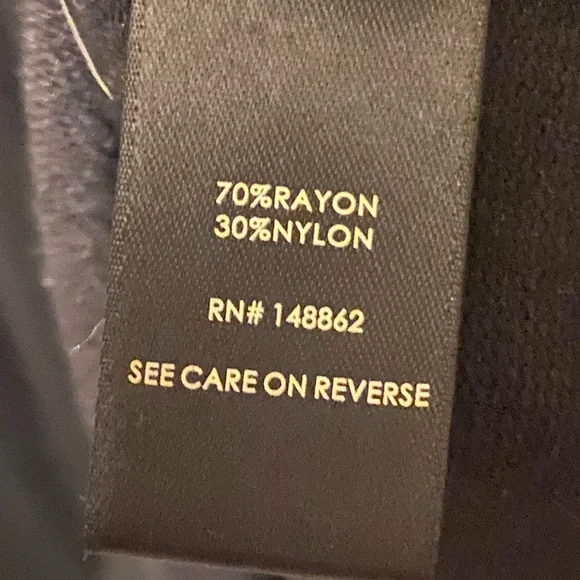 70%RAYON
30%NYLON
RN# 148862
SEE CARE ON REVERSE